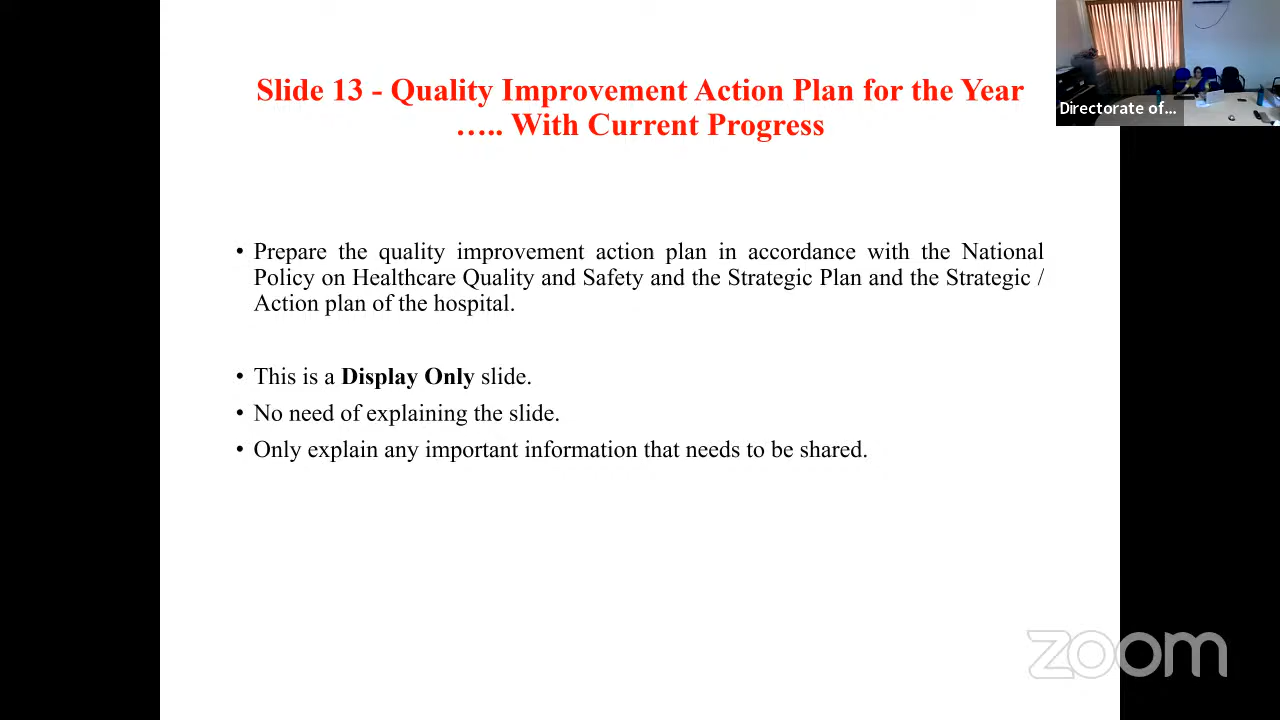 Slide 13 - Quality Improvement Action Plan for the Year
….. With Current Progress
Directorate of...
• Prepare the quality improvement action plan in accordance with the National
Policy on Healthcare Quality and Safety and the Strategic Plan and the Strategic /
Action plan of the hospital.
• This is a Display Only slide.
• No need of explaining the slide.
• Only explain any important information that needs to be shared.
zoom